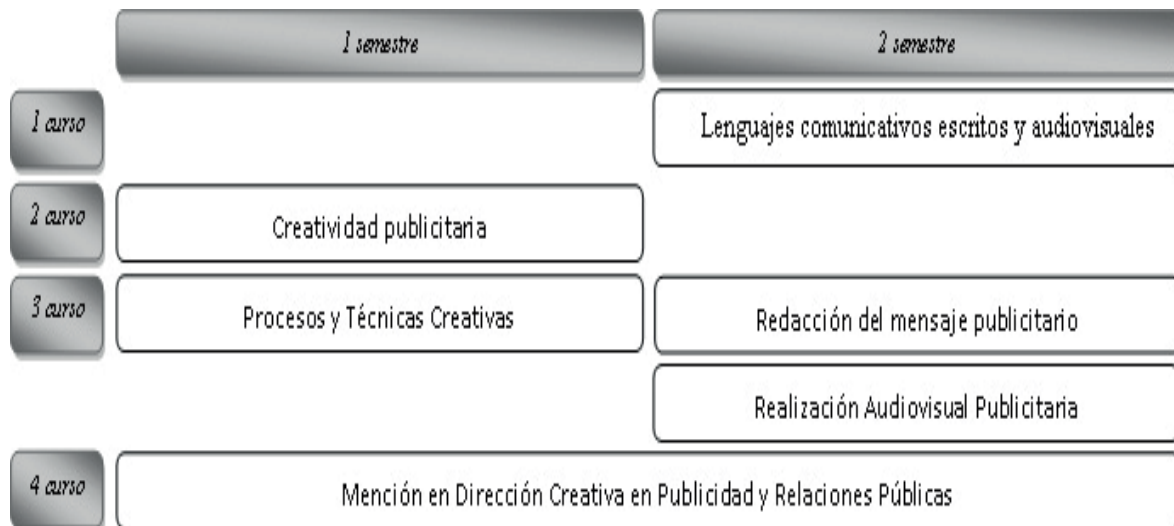 1 semestre
2 semestre
1 curso
Lenguajes comunicativos escritos y audiovisuales
2 curso
Creatividad publicitaria
3 curso
Procesos y Técnicas Creativas
Redacción del mensaje publicitario
Realización Audiovisual Publicitaria
4 curso
Mención en Dirección Creativa en Publicidad y Relaciones Públicas